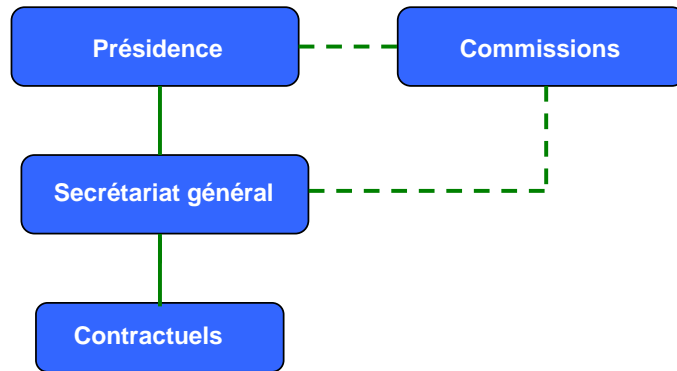 Présidence
Commissions
Secrétariat général
Contractuels